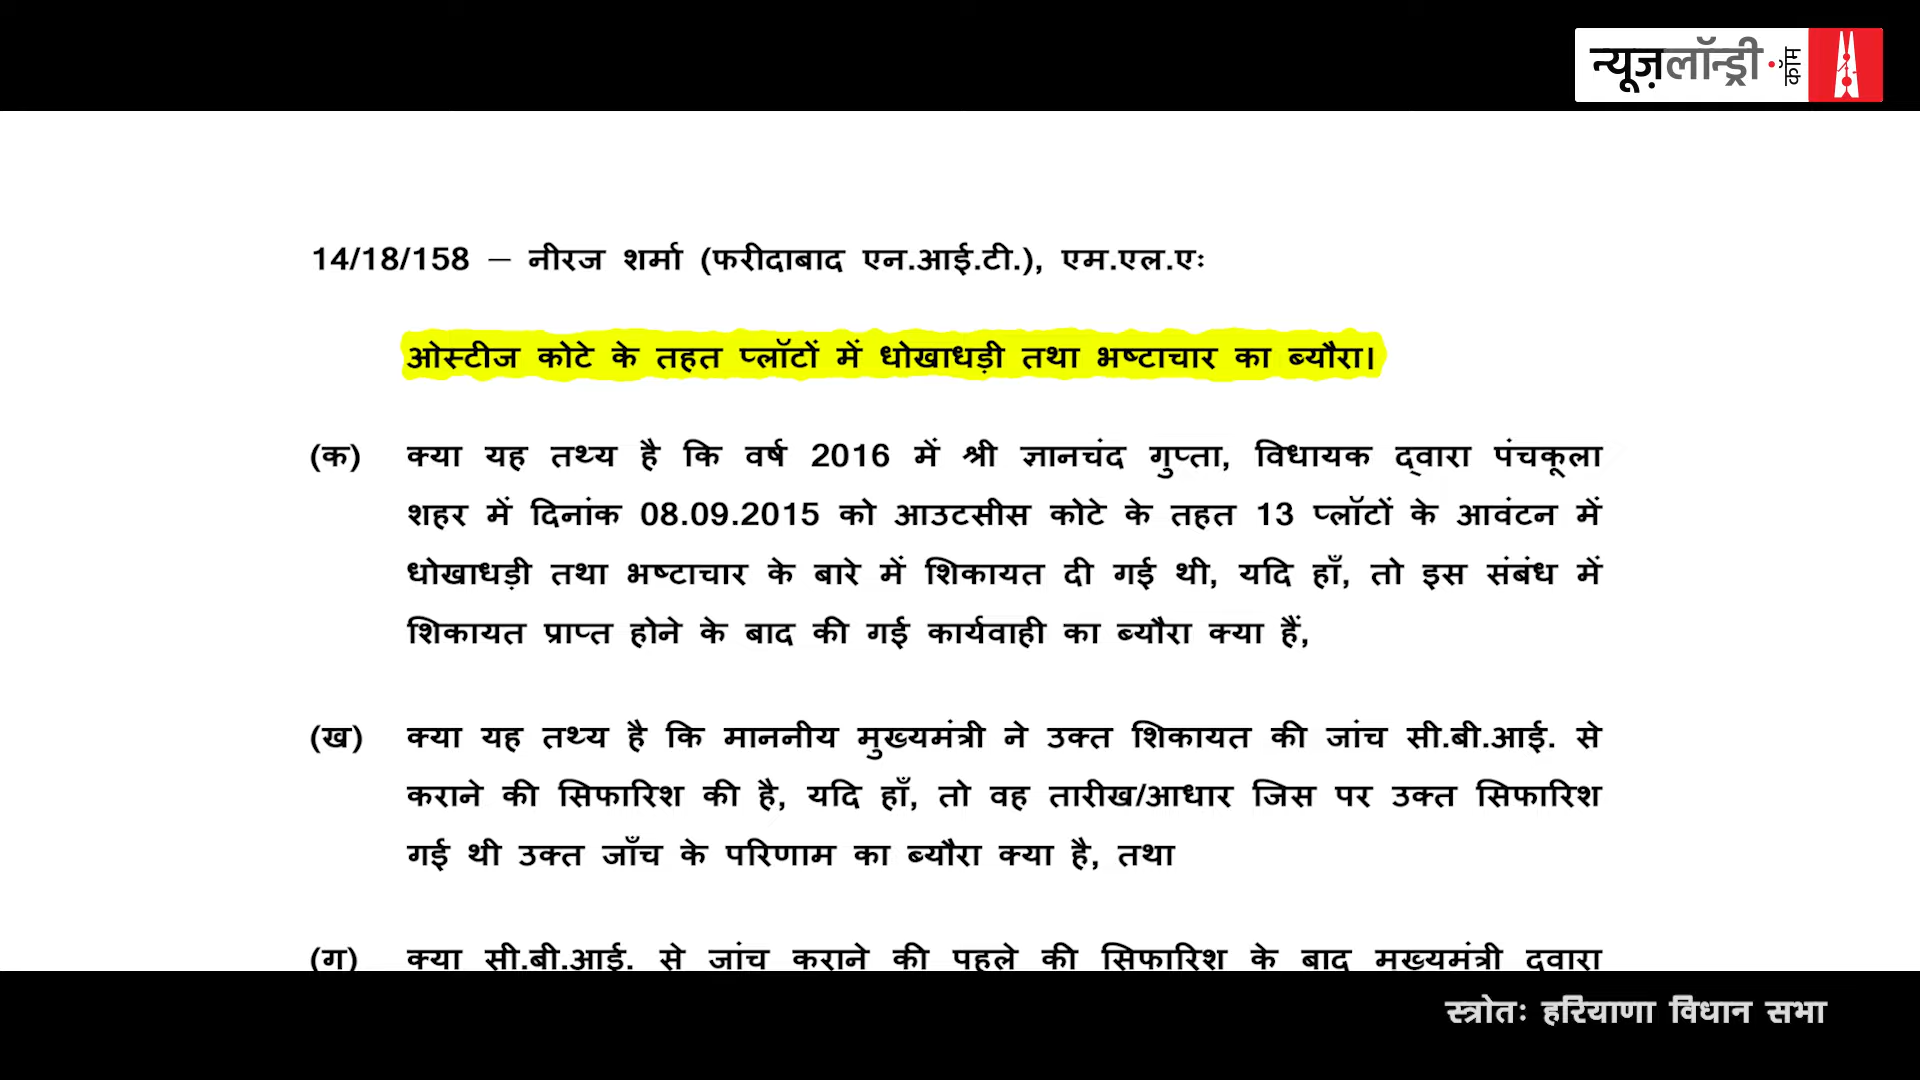 न्यूज़लॉन्ड्री.कॉम
14/18/158 – नीरज शर्मा (फरीदाबाद एन.आई.टी.), एम.एल.ए:
ओस्टीज कोटे के तहत प्लॉटों में धोखाधड़ी तथा भष्टाचार का ब्यौरा।
(क) क्या यह तथ्य है कि वर्ष 2016 में श्री ज्ञानचंद गुप्ता, विधायक द्वारा पंचकूला
शहर में दिनांक 08.09.2015 को आउटसीस कोटे के तहत 13 प्लॉटों के आवंटन में
धोखाधड़ी तथा भष्टाचार के बारे में शिकायत दी गई थी, यदि हाँ, तो इस संबंध में
शिकायत प्राप्त होने के बाद की गई कार्यवाही का ब्यौरा क्या हैं,
(ख) क्या यह तथ्य है कि माननीय मुख्यमंत्री ने उक्त शिकायत की जांच सी.बी.आई. से
कराने की सिफारिश की है, यदि हाँ, तो वह तारीख/आधार जिस पर उक्त सिफारिश
गई थी उक्त जाँच के परिणाम का ब्यौरा क्या है, तथा
(ग) क्या सी.बी.आई. से जांच कराने की पहले की सिफारिश के बाद मुख्यमंत्री द्वारा
स्त्रोत: हरियाणा विधान सभा